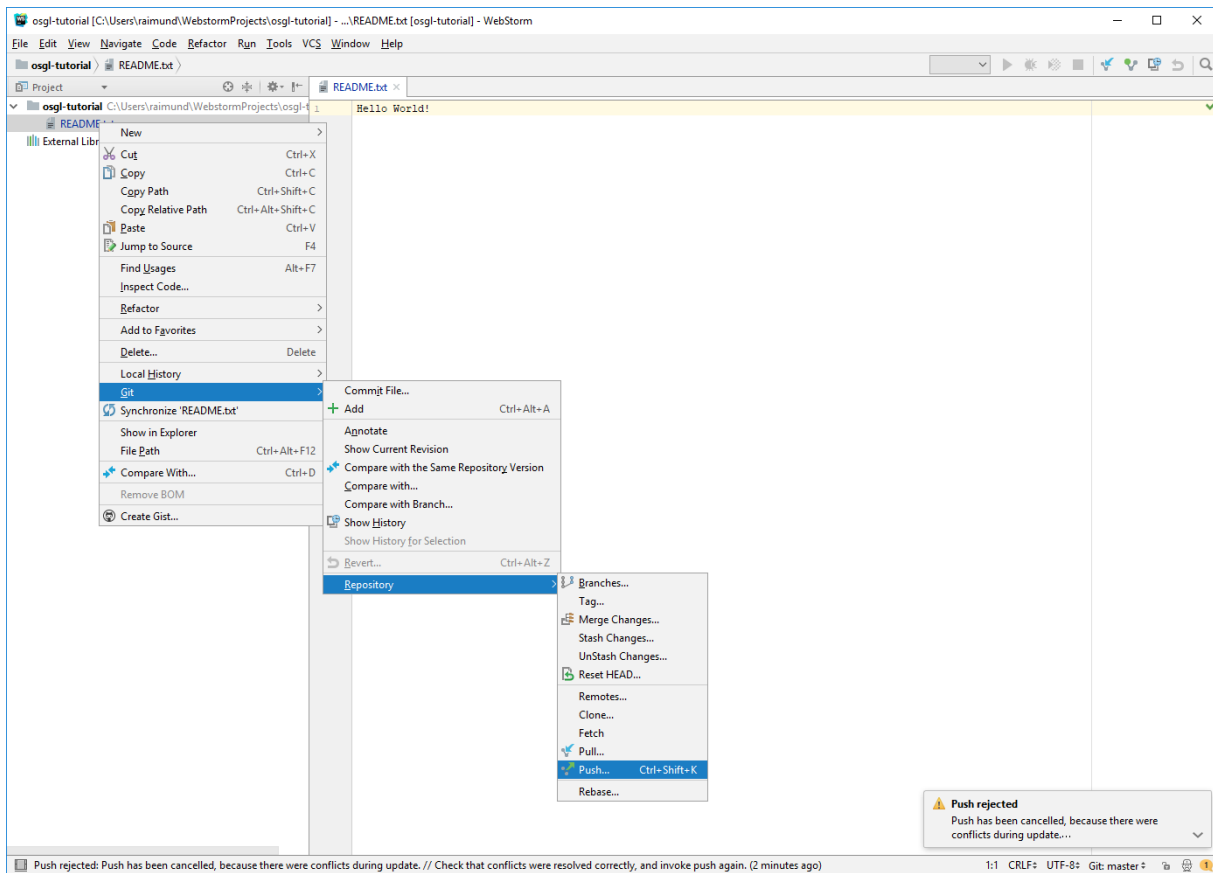 osgl-tutorial [C:\Users\raimund\WebstormProjects\osgl-tutorial] - ...\README.txt [osgl-tutorial] - WebStorm
File Edit View Navigate Code Refactor Run Tools VCS Window Help
osgl-tutorial README.txt
Project
README.txt
osgl-tutorial C:\Users\raimund\WebstormProjects\osgl-t
1 Hello World!
README
External Libr
New
Cut Ctrl+X
Copy Ctrl+C
Copy Path Ctrl+Shift+C
Copy Relative Path Ctrl+Alt+Shift+C
Paste Ctrl+V
Jump to Source F4
Find Usages Alt+F7
Inspect Code...
Refactor
Add to Favorites
Delete... Delete
Local History
Git
Synchronize 'README.txt'
Show in Explorer
File Path Ctrl+Alt+F12
Compare With... Ctrl+D
Remove BOM
Create Gist...
Commit File...
Add Ctrl+Alt+A
Annotate
Show Current Revision
Compare with the Same Repository Version
Compare with...
Compare with Branch...
Show History
Show History for Selection
Revert... Ctrl+Alt+Z
Repository
Branches...
Tag...
Merge Changes...
Stash Changes...
UnStash Changes...
Reset HEAD...
Remotes...
Clone...
Fetch
Pull...
Push... Ctrl+Shift+K
Rebase...
Push rejected
Push has been cancelled, because there were
conflicts during update....
Push rejected: Push has been cancelled, because there were conflicts during update. // Check that conflicts were resolved correctly, and invoke push again. (2 minutes ago)
1:1 CRLF UTF-8 Git: master 1